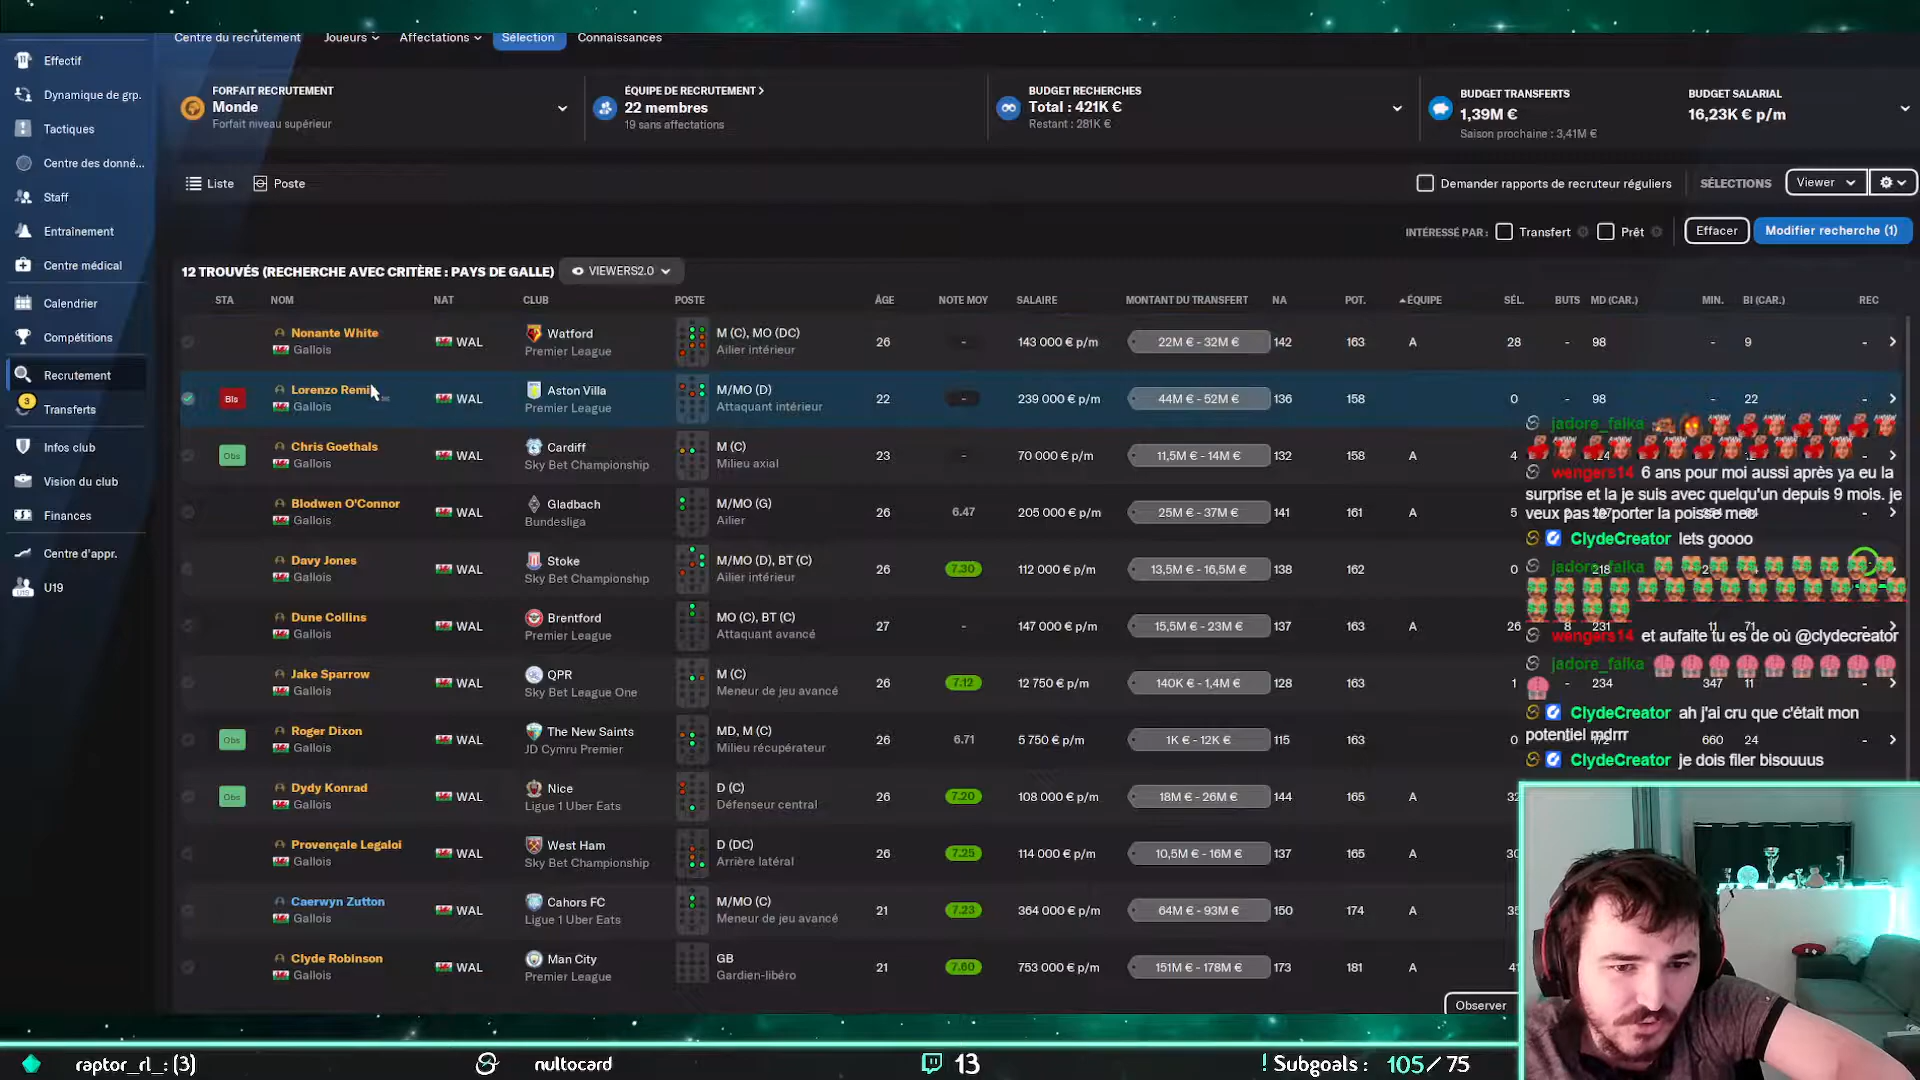 Centre du recrutement
Joueurs
Affectations
Sélection
Connaissances
Effectif
Dynamique de grp.
Tactiques
Centre des donné...
Staff
Entraînement
Centre médical
Calendrier
Compétitions
Recrutement
3
Transferts
Infos club
Vision du club
Finances
Centre d'appr.
U19
U19
FORFAIT RECRUTEMENT
Monde
Forfait niveau supérieur
ÉQUIPE DE RECRUTEMENT >
22 membres
19 sans affectations
BUDGET RECHERCHES
Total : 421K €
Restant : 281K €
BUDGET TRANSFERTS
1,39M €
Saison prochaine : 3,41M €
BUDGET SALARIAL
16,23K € p/m
Liste
Poste
Demander rapports de recruteur réguliers
SÉLECTIONS
Viewer
INTÉRESSÉ PAR :
Transfert
Prêt
Effacer
Modifier recherche (1)
12 TROUVÉS (RECHERCHE AVEC CRITÈRE : PAYS DE GALLE)
VIEWERS2.0
STA NOM NAT CLUB POSTE ÂGE NOTE MOY SALAIRE MONTANT DU TRANSFERT NA POT. ÉQUIPE SÉL. BUTS MD (CAR.) MIN. BI (CAR.) REC
Nonante White WAL Watford M (C), MO (DC) 26 - 143 000 € p/m 22M € - 32M € 142 163 A 28 - 98 - 9 -
Gallois Premier League Ailier intérieur
Bls Lorenzo Remi WAL Aston Villa M/MO (D) 22 - 239 000 € p/m 44M € - 52M € 136 158 0 - 98 - 22 -
Gallois Premier League Attaquant intérieur
Obs Chris Goethals WAL Cardiff M (C) 23 - 70 000 € p/m 11,5M € - 14M € 132 158 A 4
Gallois Sky Bet Championship Milieu axial
Blodwen O'Connor WAL Gladbach M/MO (G) 26 6.47 205 000 € p/m 25M € - 37M € 141 161 A 5
Gallois Bundesliga Ailier
Davy Jones WAL Stoke M/MO (D), BT (C) 26 7.30 112 000 € p/m 13,5M € - 16,5M € 138 162 0 218
Gallois Sky Bet Championship Ailier intérieur
Dune Collins WAL Brentford MO (C), BT (C) 27 - 147 000 € p/m 15,5M € - 23M € 137 163 A 26 8 231 11 71 -
Gallois Premier League Attaquant avancé
Jake Sparrow WAL QPR M (C) 26 7.12 12 750 € p/m 140K € - 1,4M € 128 163 1 - 234 347 11 -
Gallois Sky Bet League One Meneur de jeu avancé
Obs Roger Dixon WAL The New Saints MD, M (C) 26 6.71 5 750 € p/m 1K € - 12K € 115 163 0 172 660 24 -
Gallois JD Cymru Premier Milieu récupérateur
Obs Dydy Konrad WAL Nice D (C) 26 7.20 108 000 € p/m 18M € - 26M € 144 165 A
Gallois Ligue 1 Uber Eats Défenseur central
Provençale Legaloi WAL West Ham D (DC) 26 7.25 114 000 € p/m 10,5M € - 16M € 137 165 A
Gallois Sky Bet Championship Arrière latéral
Caerwyn Zutton WAL Cahors FC M/MO (C) 21 7.23 364 000 € p/m 64M € - 93M € 150 174 A
Gallois Ligue 1 Uber Eats Meneur de jeu avancé
Clyde Robinson WAL Man City GB 21 7.60 753 000 € p/m 151M € - 178M € 173 181 A
Gallois Premier League Gardien-libéro
Observer
jadore_falka
wengers14 6 ans pour moi aussi après ya eu la
surprise et la je suis avec quelqu'un depuis 9 mois. je
veux pas te porter la poisse mec
ClydeCreator lets goooo
jadore_falka
wengers14 et aufaite tu es de où @clydecreator
jadore_falka
ClydeCreator ah j'ai cru que c'était mon
potentiel mdrrr
ClydeCreator je dois filer bisouuus
raptor_rl_: (3)
nultocard
13
! Subgoals : 105 / 75